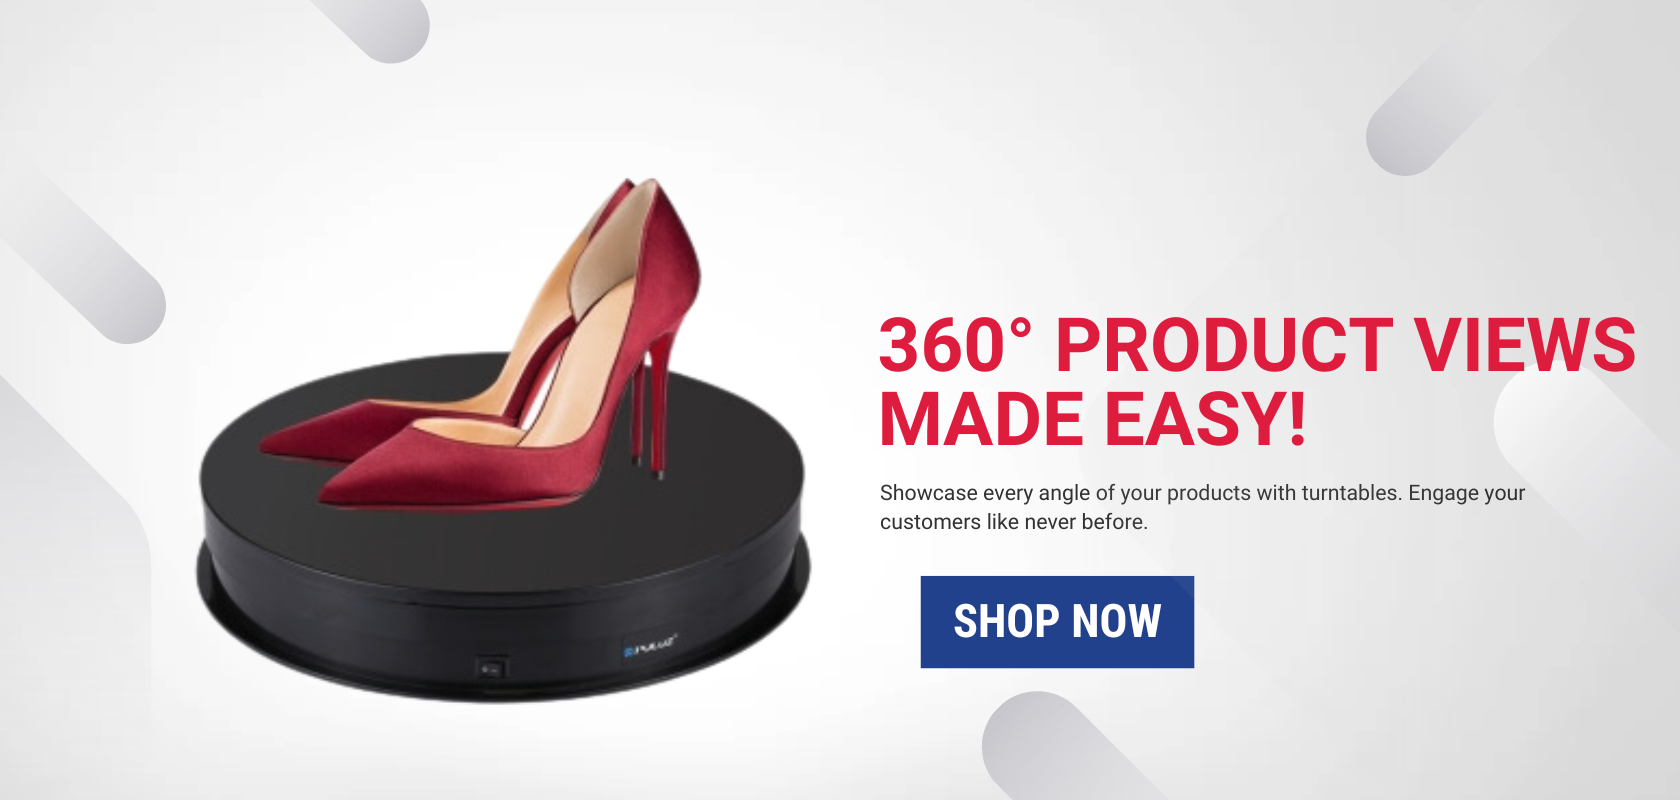 360° PRODUCT VIEWS
MADE EASY!
Showcase every angle of your products with turntables. Engage your
customers like never before.
SHOP NOW
PULUZ